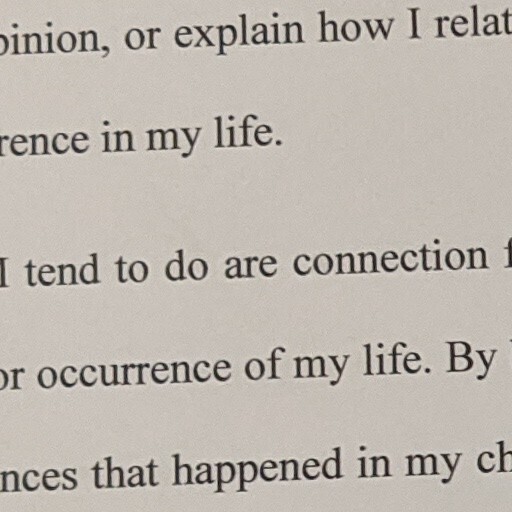 pinion, or explain how I relat
rence in my life.
I tend to do are connection f
or occurrence of my life. By
nces that happened in my ch